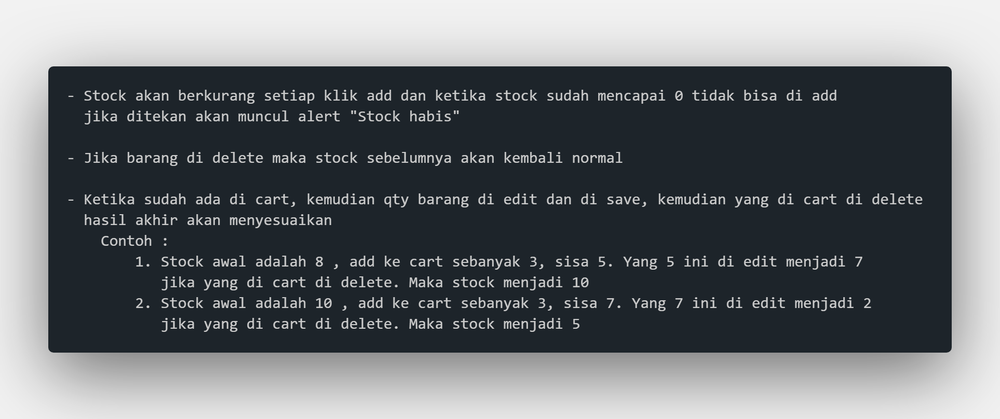 - Stock akan berkurang setiap klik add dan ketika stock sudah mencapai 0 tidak bisa di add
jika ditekan akan muncul alert "Stock habis"
- Jika barang di delete maka stock sebelumnya akan kembali normal
- Ketika sudah ada di cart, kemudian qty barang di edit dan di save, kemudian yang di cart di delete
hasil akhir akan menyesuaikan
Contoh :
1. Stock awal adalah 8 , add ke cart sebanyak 3, sisa 5. Yang 5 ini di edit menjadi 7
jika yang di cart di delete. Maka stock menjadi 10
2. Stock awal adalah 10 , add ke cart sebanyak 3, sisa 7. Yang 7 ini di edit menjadi 2
jika yang di cart di delete. Maka stock menjadi 5